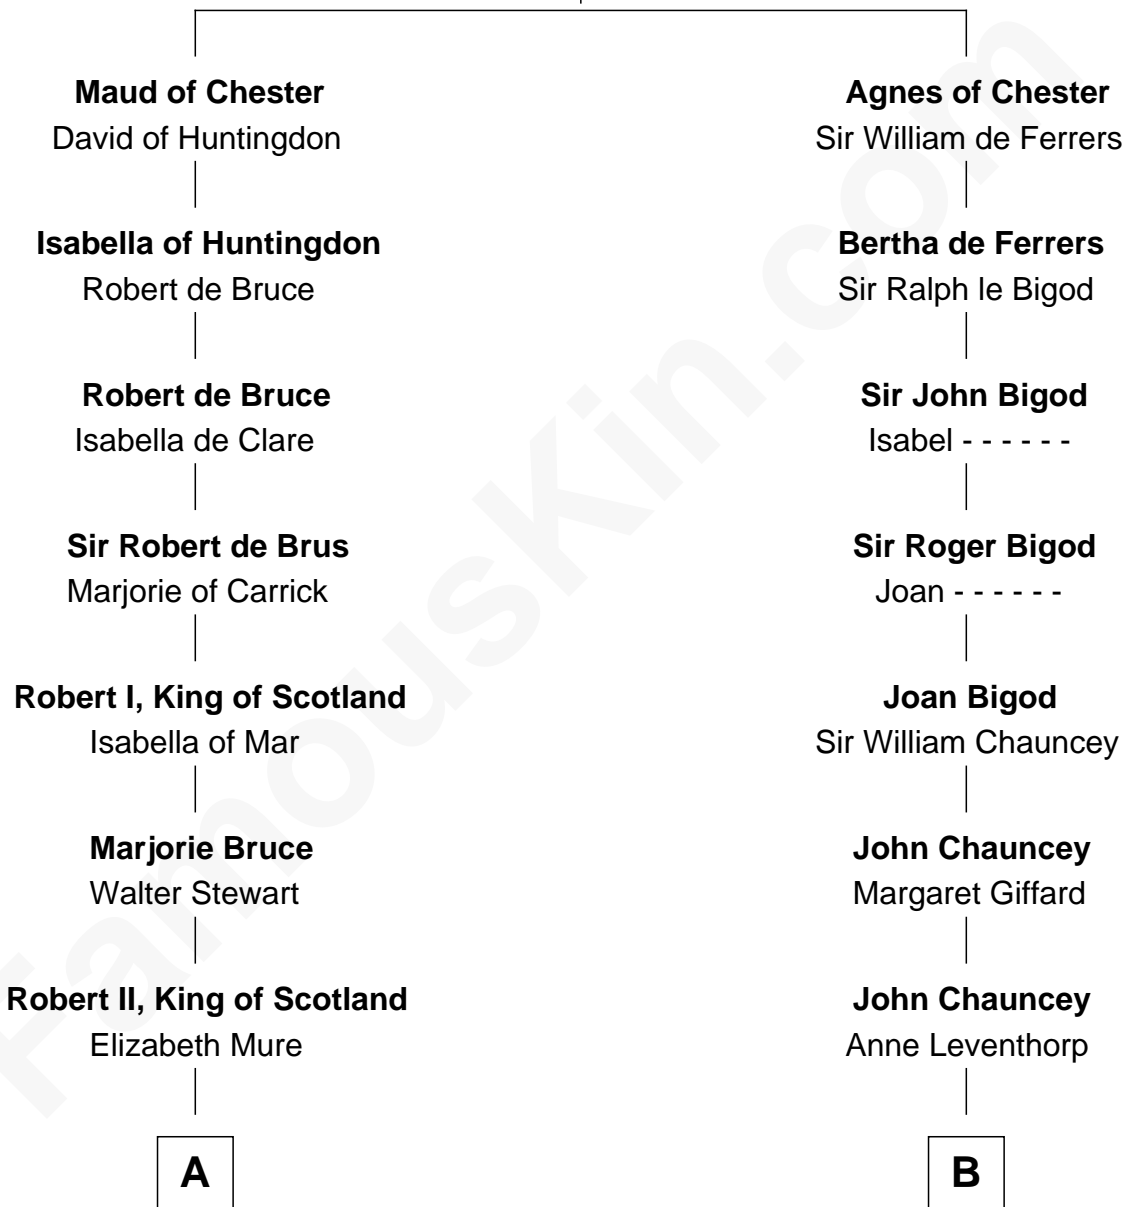 Maud of Chester
David of Huntingdon
Isabella of Huntingdon
Robert de Bruce
Robert de Bruce
Isabella de Clare
Sir Robert de Brus
Marjorie of Carrick
Robert I, King of Scotland
Isabella of Mar
Marjorie Bruce
Walter Stewart
Robert II, King of Scotland
Elizabeth Mure
A
Agnes of Chester
Sir William de Ferrers
Bertha de Ferrers
Sir Ralph le Bigod
Sir John Bigod
Isabel - - - - - -
Sir Roger Bigod
Joan - - - - - -
Joan Bigod
Sir William Chauncey
John Chauncey
Margaret Giffard
John Chauncey
Anne Leventhorp
B
FamousKin.com